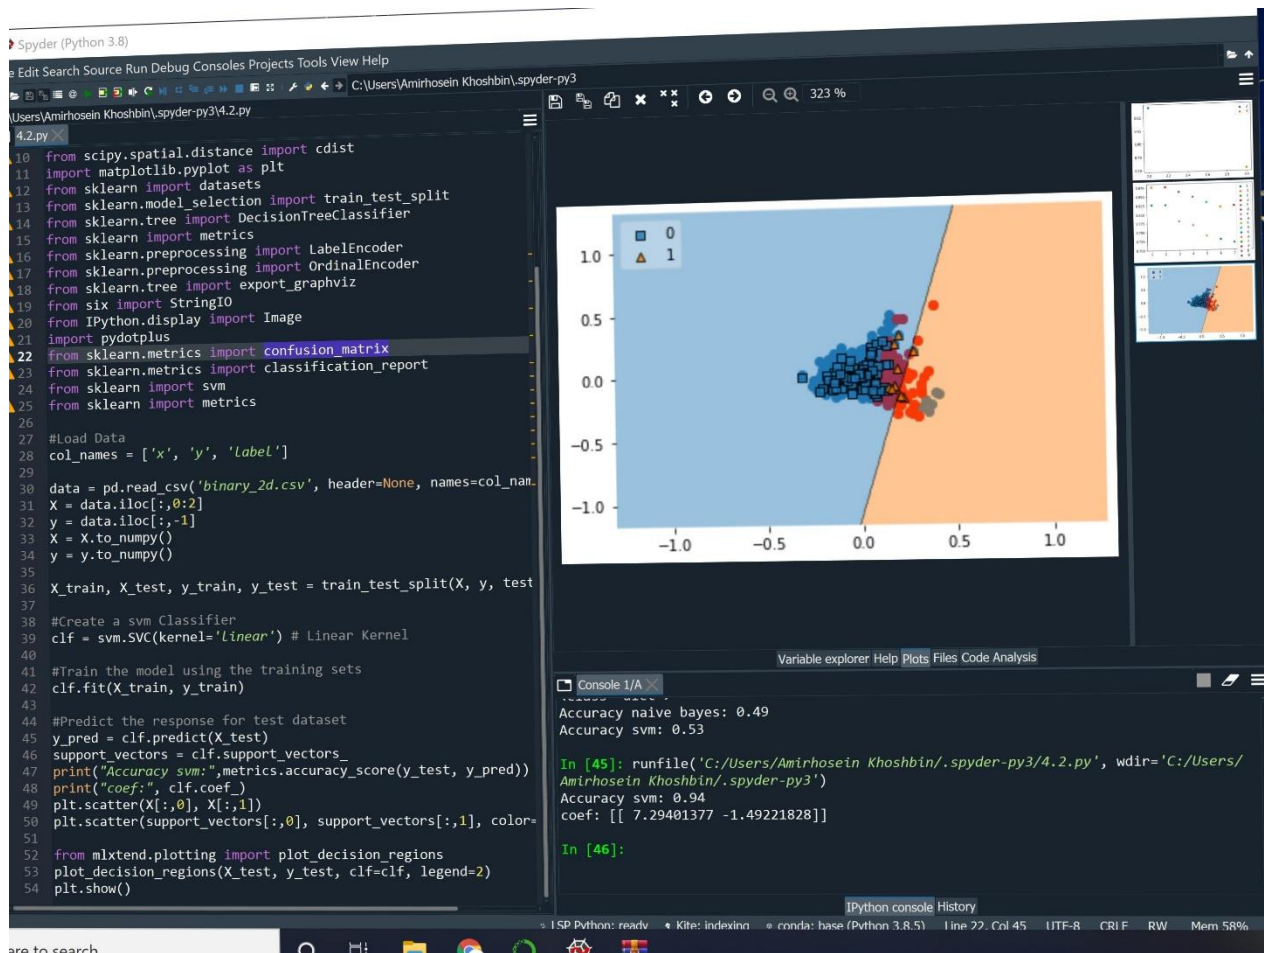 Spyder (Python 3.8)
Edit Search Source Run Debug Consoles Projects Tools View Help
C:\Users\Amirhosein Khoshbin\.spyder-py3
\Users\Amirhosein Khoshbin\.spyder-py3\4.2.py
4.2.py
10 from scipy.spatial.distance import cdist
11 import matplotlib.pyplot as plt
12 from sklearn import datasets
13 from sklearn.model_selection import train_test_split
14 from sklearn.tree import DecisionTreeClassifier
15 from sklearn import metrics
16 from sklearn.preprocessing import LabelEncoder
17 from sklearn.preprocessing import OrdinalEncoder
18 from sklearn.tree import export_graphviz
19 from six import StringIO
20 from IPython.display import Image
21 import pydotplus
22 from sklearn.metrics import confusion_matrix
23 from sklearn.metrics import classification_report
24 from sklearn import svm
25 from sklearn import metrics
26
27 #Load Data
28 col_names = ['x', 'y', 'label']
29
30 data = pd.read_csv('binary_2d.csv', header=None, names=col_nam
31 X = data.iloc[:,0:2]
32 y = data.iloc[:,-1]
33 X = X.to_numpy()
34 y = y.to_numpy()
35
36 X_train, X_test, y_train, y_test = train_test_split(X, y, test
37
38 #Create a svm Classifier
39 clf = svm.SVC(kernel='linear') # Linear Kernel
40
41 #Train the model using the training sets
42 clf.fit(X_train, y_train)
43
44 #Predict the response for test dataset
45 y_pred = clf.predict(X_test)
46 support_vectors = clf.support_vectors_
47 print("Accuracy svm:",metrics.accuracy_score(y_test, y_pred))
48 print("coef:", clf.coef_)
49 plt.scatter(X[:,0], X[:,1])
50 plt.scatter(support_vectors[:,0], support_vectors[:,1], color=
51
52 from mlxtend.plotting import plot_decision_regions
53 plot_decision_regions(X_test, y_test, clf=clf, legend=2)
54 plt.show()
323 %
0
1
1.0
0.5
0.0
−0.5
−1.0
−1.0 −0.5 0.0 0.5 1.0
Variable explorer Help Plots Files Code Analysis
Console 1/A
Accuracy naive bayes: 0.49
Accuracy svm: 0.53
In [45]: runfile('C:/Users/Amirhosein Khoshbin/.spyder-py3/4.2.py', wdir='C:/Users/
Amirhosein Khoshbin/.spyder-py3')
Accuracy svm: 0.94
coef: [[ 7.29401377 -1.49221828]]
In [46]:
IPython console History
LSP Python: ready Kite: indexing conda: base (Python 3.8.5) Line 22, Col 45 UTF-8 CRLF RW Mem 58%
ere to search